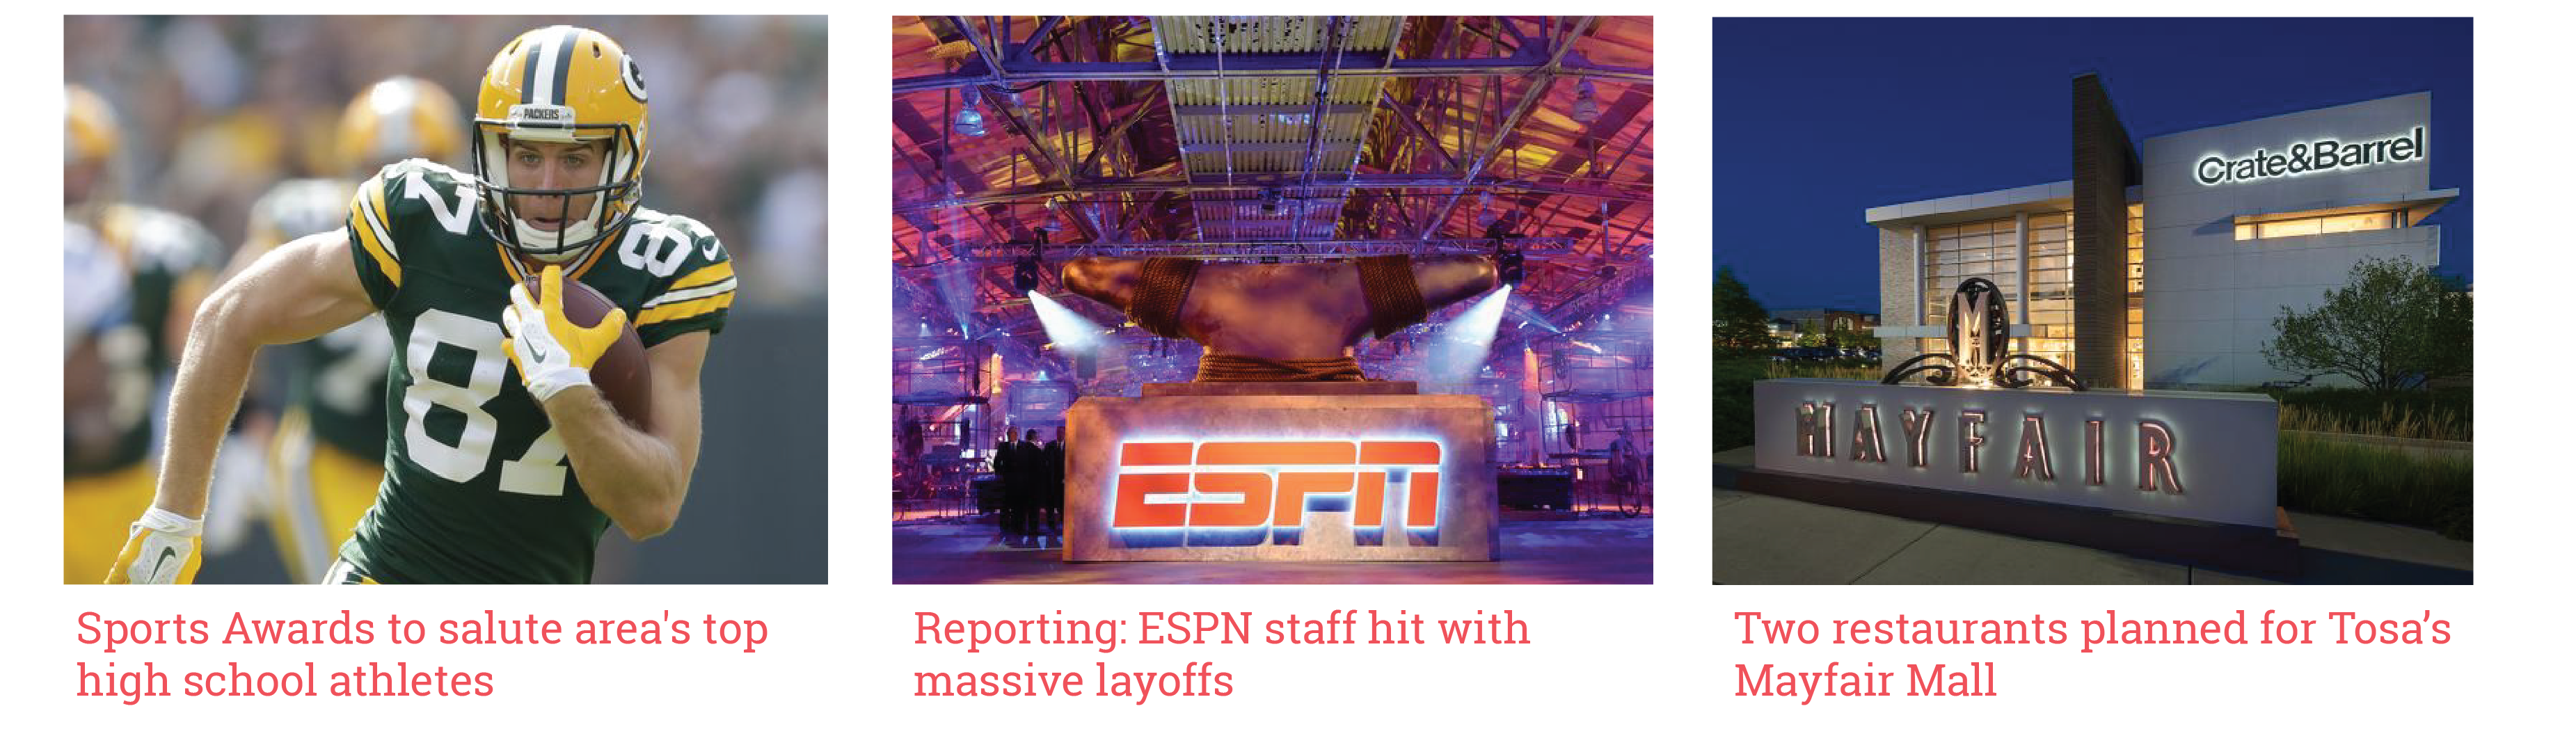 PACKERS
87
87
87
ESPN
Crate&Barrel
M
MAYFAIR
Sports Awards to salute area's top
high school athletes
Reporting: ESPN staff hit with
massive layoffs
Two restaurants planned for Tosa’s
Mayfair Mall